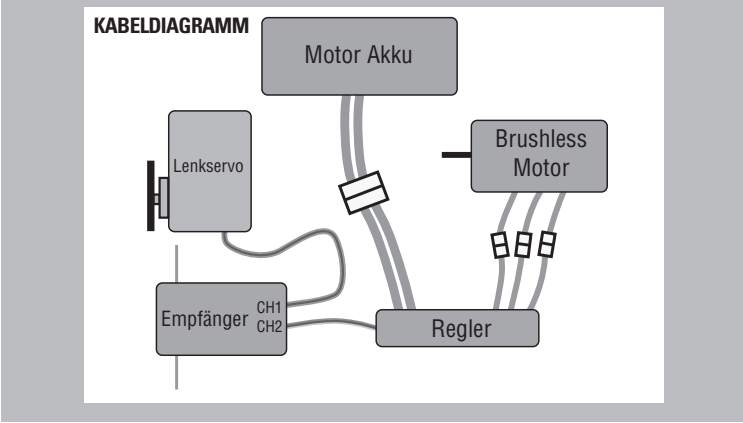 KABELDIAGRAMM
Motor Akku
Lenkservo
Brushless
Motor
Empfänger
CH1
CH2
Regler